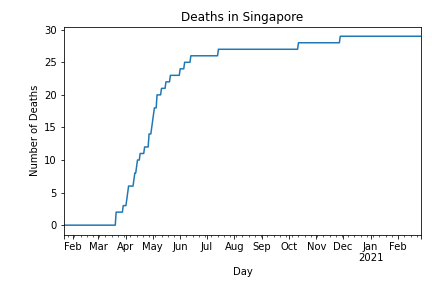 Deaths in Singapore
30
25
20
15
10
5
0
Number of Deaths
Feb Mar Apr May Jun Jul Aug Sep Oct Nov Dec Jan Feb
2021
Day